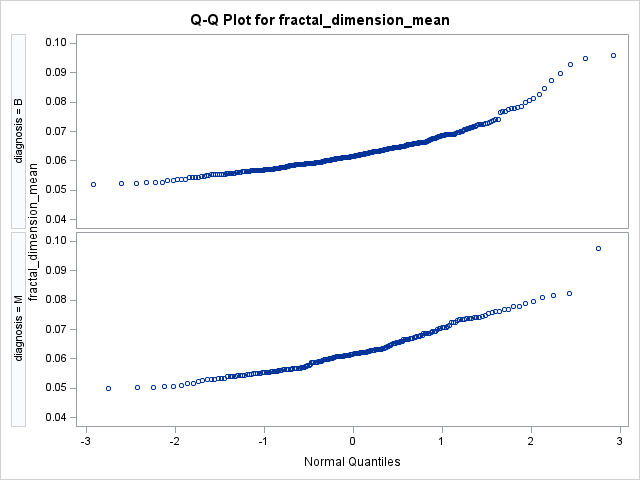 Q-Q Plot for fractal_dimension_mean
fractal_dimension_mean
diagnosis = B
0.10
0.09
0.08
0.07
0.06
0.05
0.04
diagnosis = M
0.10
0.09
0.08
0.07
0.06
0.05
0.04
-3 -2 -1 0 1 2 3
Normal Quantiles